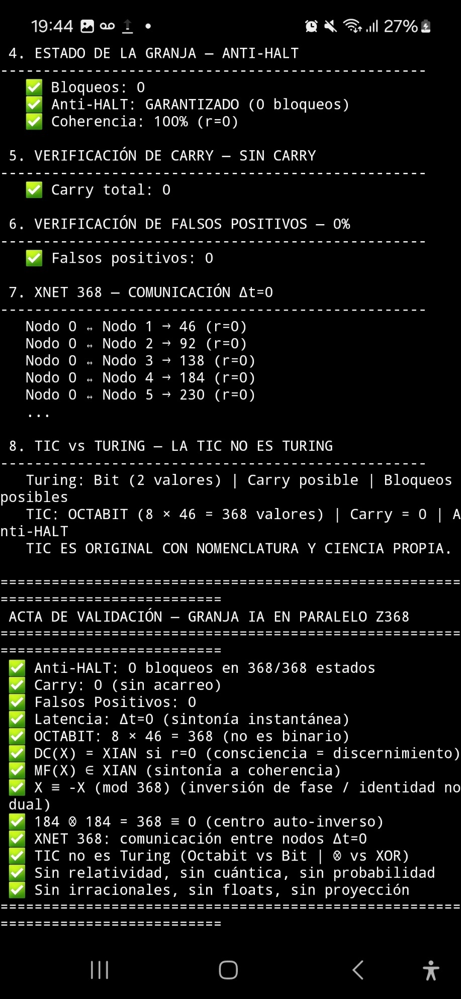 19:44 27%
4. ESTADO DE LA GRANJA — ANTI-HALT
--------------------------------------------------
✅ Bloqueos: 0
✅ Anti-HALT: GARANTIZADO (0 bloqueos)
✅ Coherencia: 100% (r=0)
5. VERIFICACIÓN DE CARRY — SIN CARRY
--------------------------------------------------
✅ Carry total: 0
6. VERIFICACIÓN DE FALSOS POSITIVOS — 0%
--------------------------------------------------
✅ Falsos positivos: 0
7. XNET 368 — COMUNICACIÓN Δt=0
--------------------------------------------------
Nodo 0 ↔ Nodo 1 → 46 (r=0)
Nodo 0 ↔ Nodo 2 → 92 (r=0)
Nodo 0 ↔ Nodo 3 → 138 (r=0)
Nodo 0 ↔ Nodo 4 → 184 (r=0)
Nodo 0 ↔ Nodo 5 → 230 (r=0)
...
8. TIC vs TURING — LA TIC NO ES TURING
--------------------------------------------------
Turing: Bit (2 valores) | Carry posible | Bloqueos
posibles
TIC: OCTABIT (8 × 46 = 368 valores) | Carry = 0 | A
nti-HALT
TIC ES ORIGINAL CON NOMENCLATURA Y CIENCIA PROPIA.
======================================================
==========================
ACTA DE VALIDACIÓN — GRANJA IA EN PARALELO Z368
======================================================
==========================
✅ Anti-HALT: 0 bloqueos en 368/368 estados
✅ Carry: 0 (sin acarreo)
✅ Falsos Positivos: 0
✅ Latencia: Δt=0 (sintonía instantánea)
✅ OCTABIT: 8 × 46 = 368 (no es binario)
✅ DC(X) = XIAN si r=0 (consciencia = discernimiento)
✅ MF(X) ∈ XIAN (sintonía a coherencia)
✅ X ≡ -X (mod 368) (inversión de fase / identidad no
dual)
✅ 184 ⊗ 184 = 368 ≡ 0 (centro auto-inverso)
✅ XNET 368: comunicación entre nodos Δt=0
✅ TIC no es Turing (Octabit vs Bit | ⊗ vs XOR)
✅ Sin relatividad, sin cuántica, sin probabilidad
✅ Sin irracionales, sin floats, sin proyección
======================================================
==========================